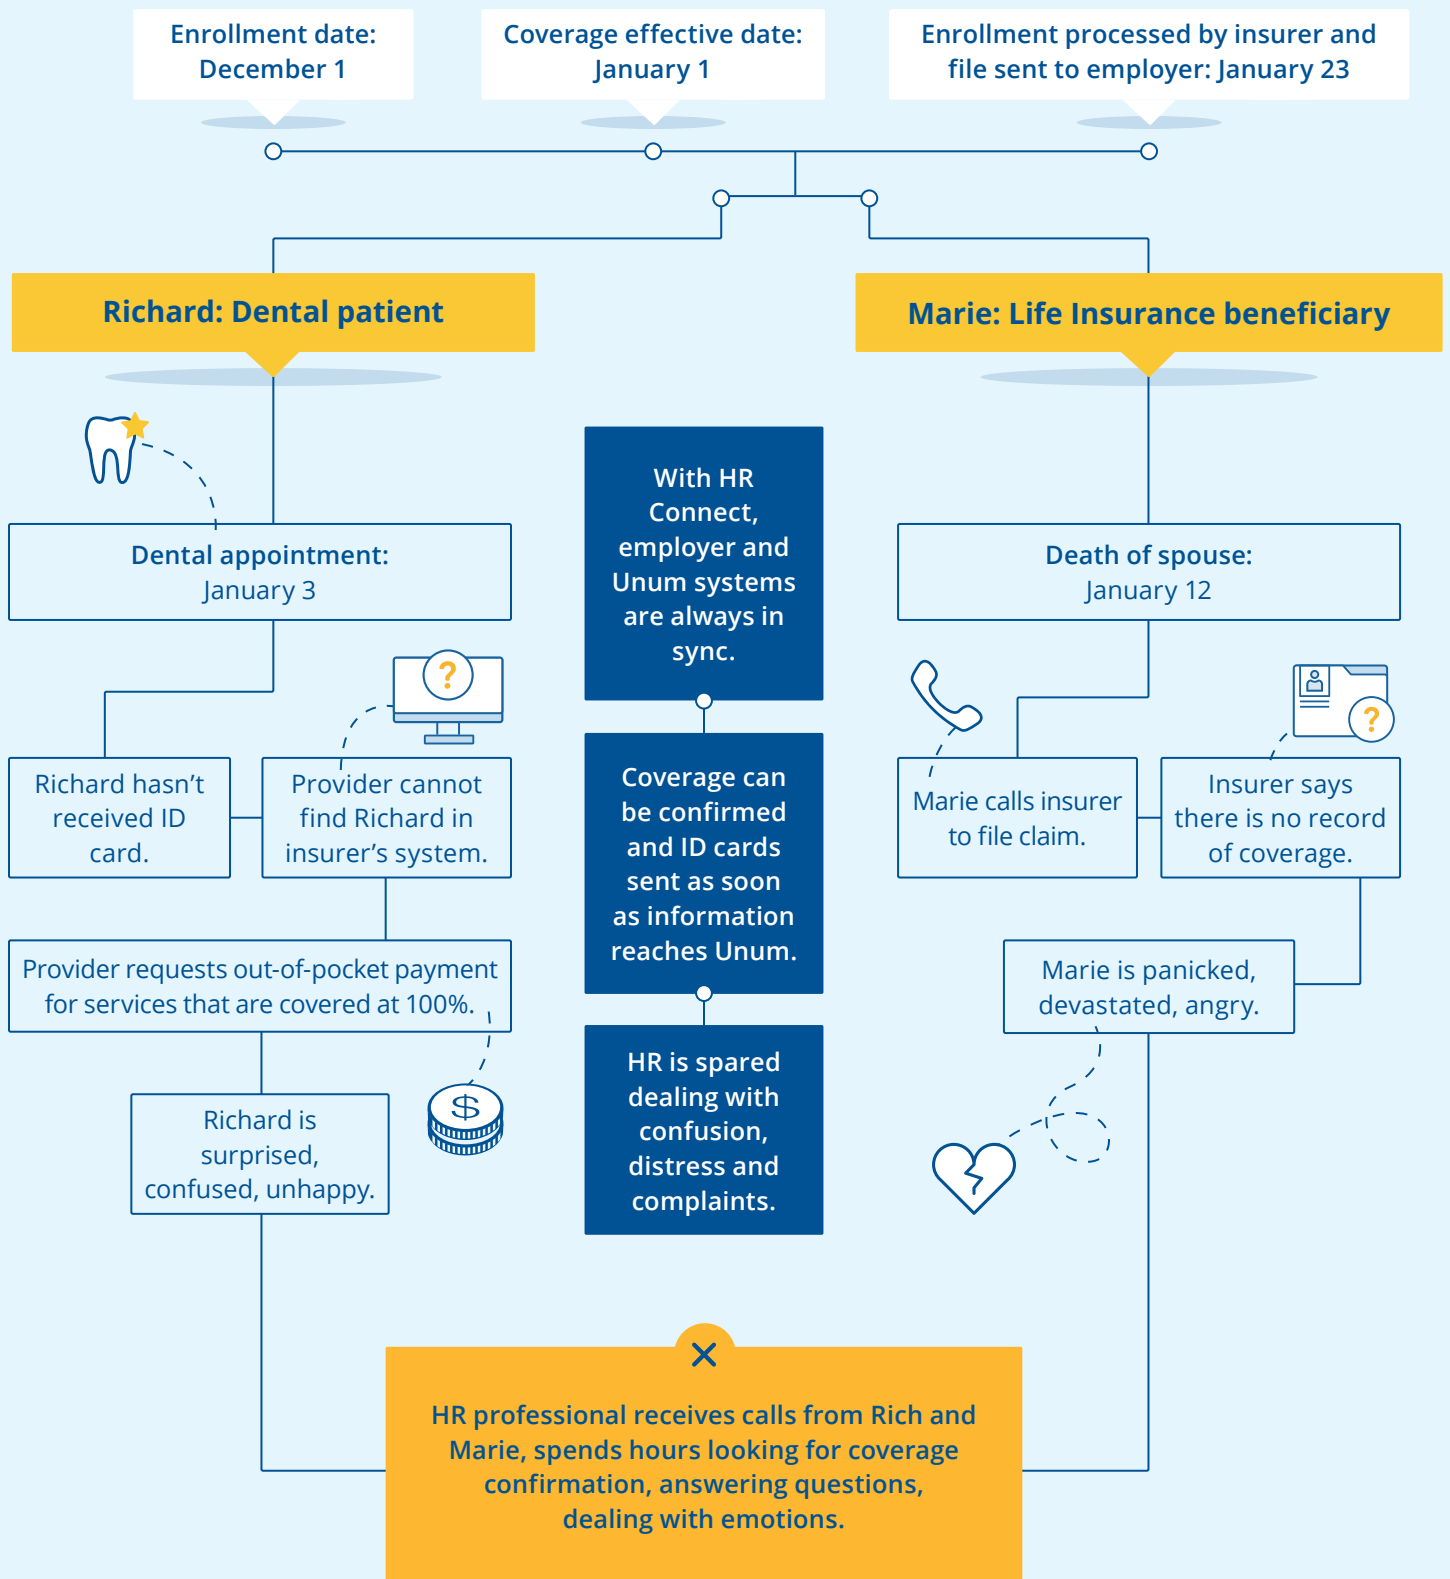 Enrollment date:
December 1
Coverage effective date:
January 1
Enrollment processed by insurer and
file sent to employer: January 23
Richard: Dental patient
Marie: Life Insurance beneficiary
Dental appointment:
January 3
?
Richard hasn’t
received ID
card.
Provider cannot
find Richard in
insurer’s system.
Provider requests out-of-pocket payment
for services that are covered at 100%.
$
Richard is
surprised,
confused, unhappy.
With HR
Connect,
employer and
Unum systems
are always in
sync.
Coverage can
be confirmed
and ID cards
sent as soon
as information
reaches Unum.
HR is spared
dealing with
confusion,
distress and
complaints.
Death of spouse:
January 12
?
Marie calls insurer
to file claim.
Insurer says
there is no record
of coverage.
Marie is panicked,
devastated, angry.
HR professional receives calls from Rich and
Marie, spends hours looking for coverage
confirmation, answering questions,
dealing with emotions.